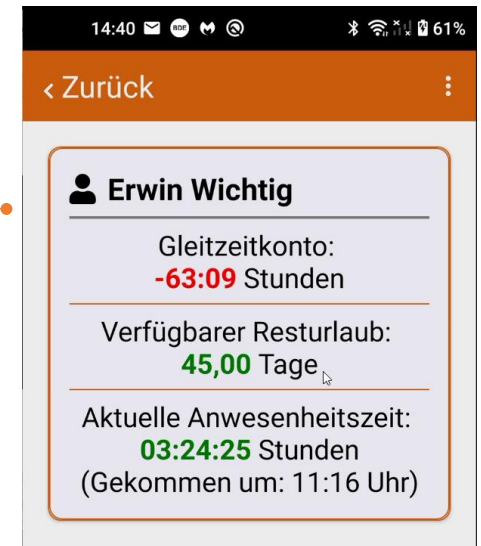 14:40 BDE 61%
‹ Zurück
Erwin Wichtig
Gleitzeitkonto:
-63:09 Stunden
Verfügbarer Resturlaub:
45,00 Tage
Aktuelle Anwesenheitszeit:
03:24:25 Stunden
(Gekommen um: 11:16 Uhr)